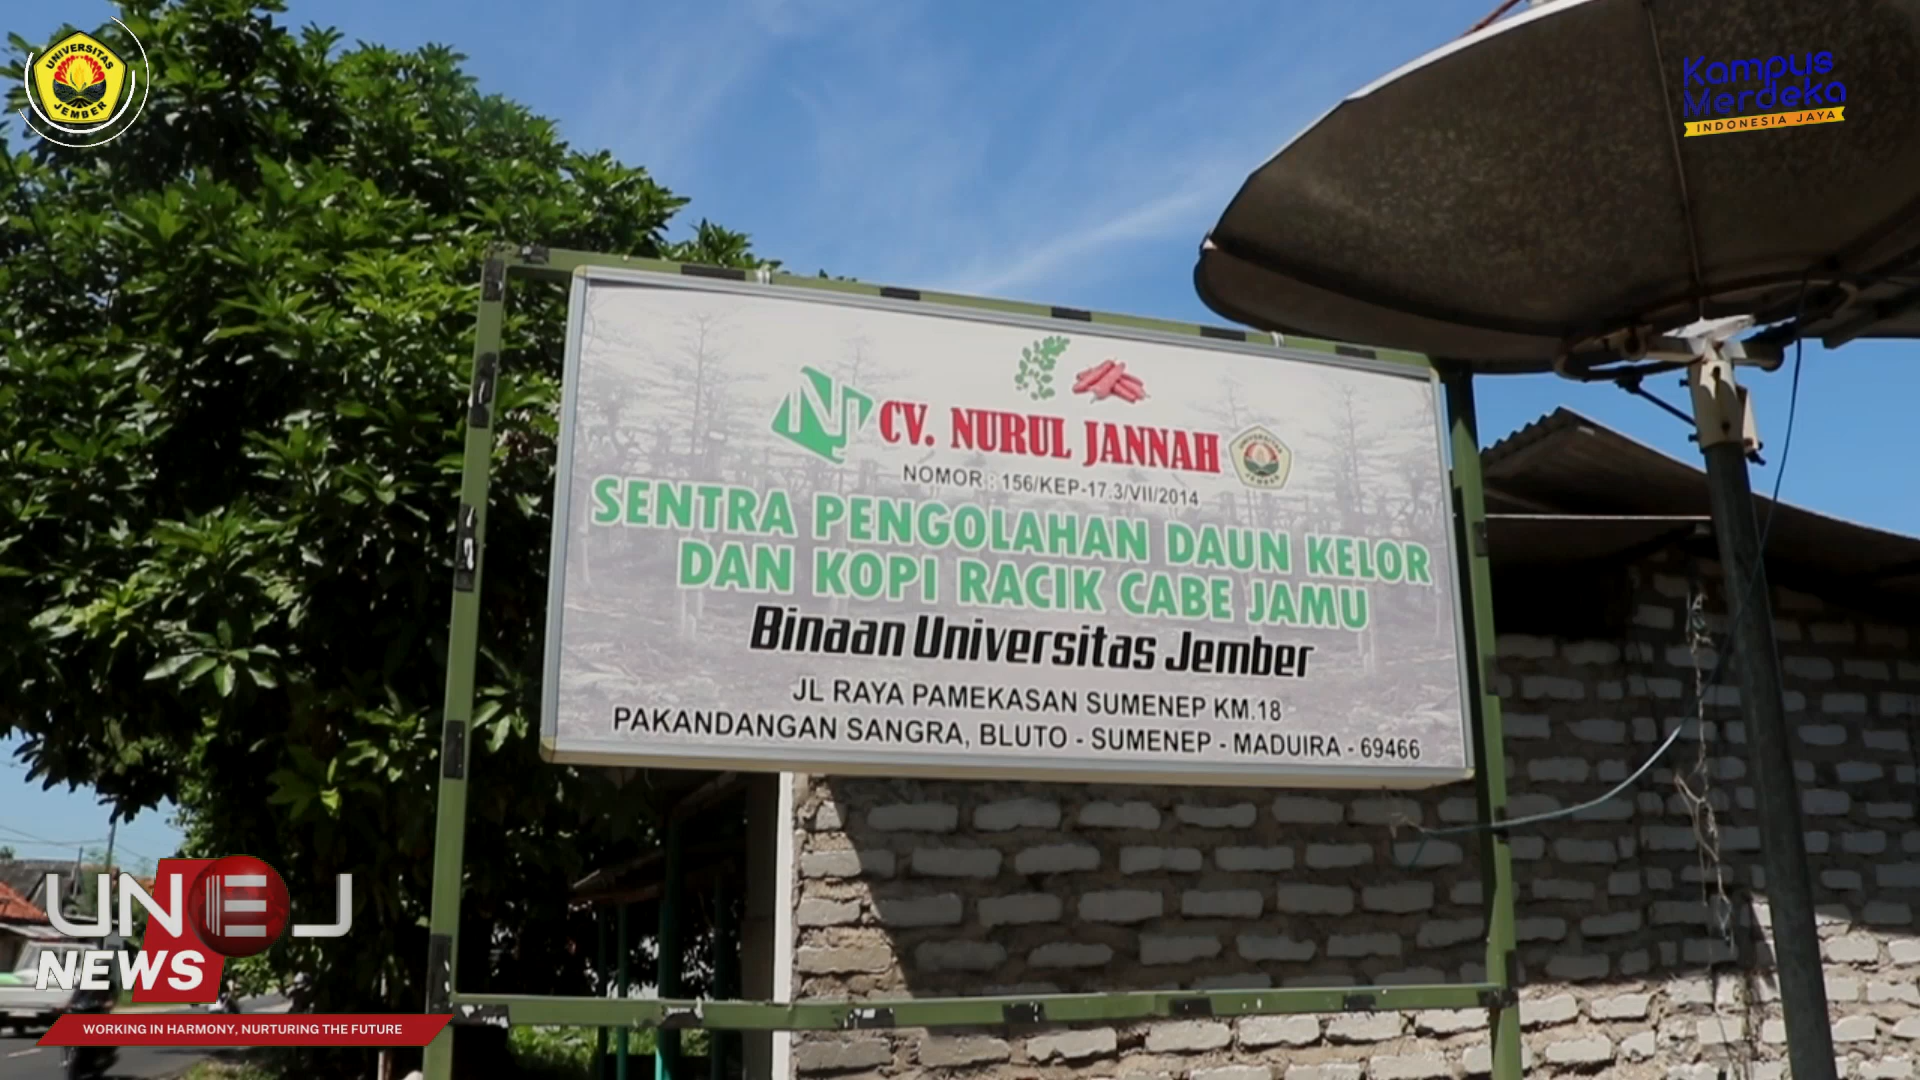 UNIVERSITAS
JEMBER
Kampus
Merdeka
INDONESIA JAYA
CV. NURUL JANNAH
UNIVERSITAS
JEMBER
NOMOR : 156/KEP-17.3/VII/2014
SENTRA PENGOLAHAN DAUN KELOR
DAN KOPI RACIK CABE JAMU
Binaan Universitas Jember
JL RAYA PAMEKASAN SUMENEP KM.18
PAKANDANGAN SANGRA, BLUTO - SUMENEP - MADUIRA - 69466
UNEJ
NEWS
WORKING IN HARMONY, NURTURING THE FUTURE